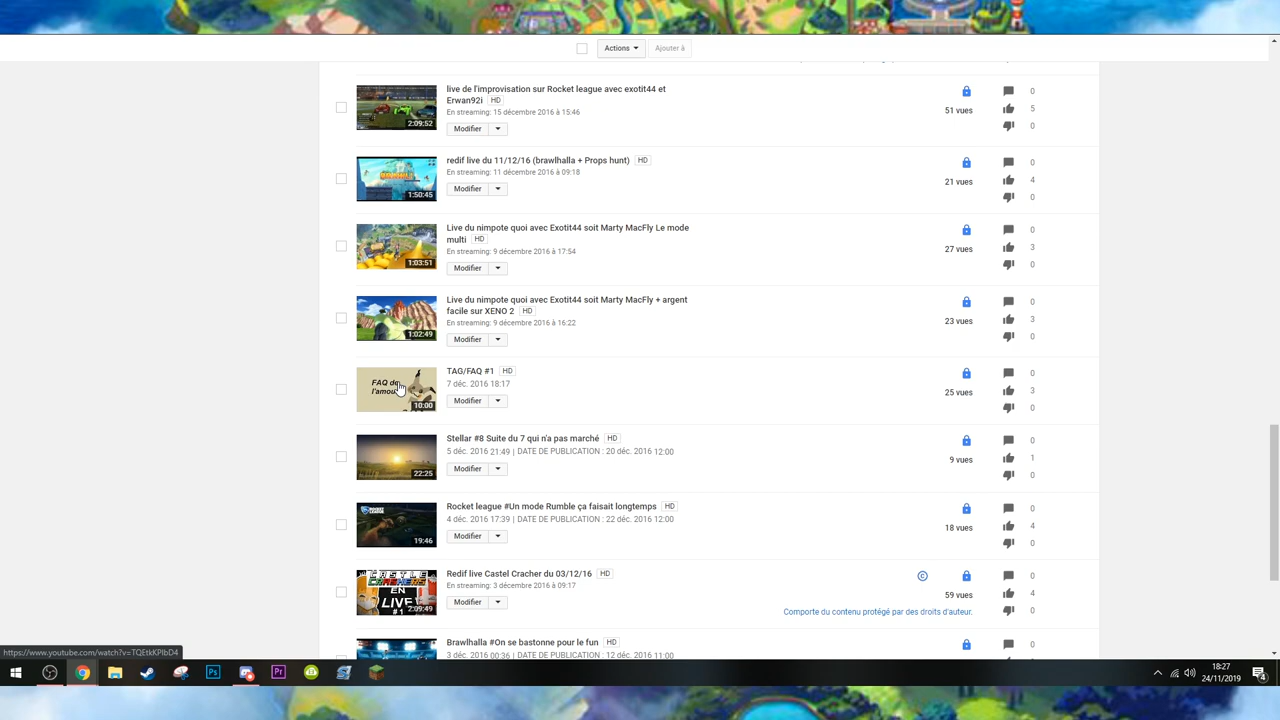 Actions
Ajouter à
live de l'improvisation sur Rocket league avec exotit44 et
Erwan92i HD
En streaming: 15 décembre 2016 à 15:46
Modifier
2:09:52
51 vues
0
5
0
redif live du 11/12/16 (brawlhalla + Props hunt) HD
En streaming: 11 décembre 2016 à 09:18
Modifier
1:50:45
21 vues
0
4
0
Live du nimpote quoi avec Exotit44 soit Marty MacFly Le mode
multi HD
En streaming: 9 décembre 2016 à 17:54
Modifier
1:03:51
27 vues
0
3
0
Live du nimpote quoi avec Exotit44 soit Marty MacFly + argent
facile sur XENO 2 HD
En streaming: 9 décembre 2016 à 16:22
Modifier
1:02:49
23 vues
0
3
0
TAG/FAQ #1 HD
7 déc. 2016 18:17
Modifier
FAQ de
l'amour
10:00
25 vues
0
3
0
Stellar #8 Suite du 7 qui n'a pas marché HD
5 déc. 2016 21:49 | DATE DE PUBLICATION : 20 déc. 2016 12:00
Modifier
22:25
9 vues
0
1
0
Rocket league #Un mode Rumble ça faisait longtemps HD
4 déc. 2016 17:39 | DATE DE PUBLICATION : 22 déc. 2016 12:00
Modifier
19:46
18 vues
0
4
0
Redif live Castel Cracher du 03/12/16 HD
En streaming: 3 décembre 2016 à 09:17
Modifier
CASTLE
CRASHERS
EN
LIVE
#1
2:09:49
©
59 vues
Comporte du contenu protégé par des droits d'auteur.
0
4
0
Brawlhalla #On se bastonne pour le fun HD
3 déc. 2016 00:36 | DATE DE PUBLICATION : 12 déc. 2016 11:00
0
https://www.youtube.com/watch?v=TQEtkKPIbD4
Ps
Pr
18:27
24/11/2019
4